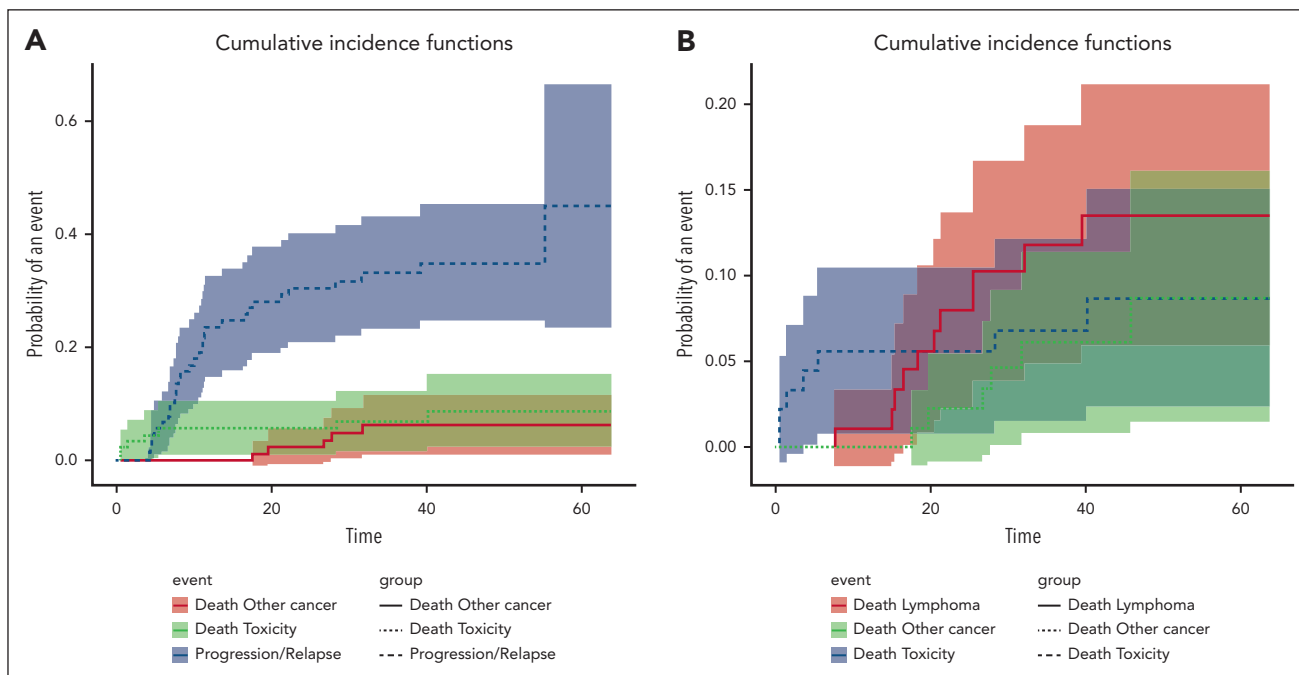 A
Cumulative incidence functions
Probability of an event
0.6
0.4
0.2
0.0
0
20
40
60
Time
event
group
Death Other cancer
Death Other cancer
Death Toxicity
Death Toxicity
Progression/Relapse
Progression/Relapse
B
Cumulative incidence functions
Probability of an event
0.20
0.15
0.10
0.05
0.00
0
20
40
60
Time
event
group
Death Lymphoma
Death Lymphoma
Death Other cancer
Death Other cancer
Death Toxicity
Death Toxicity